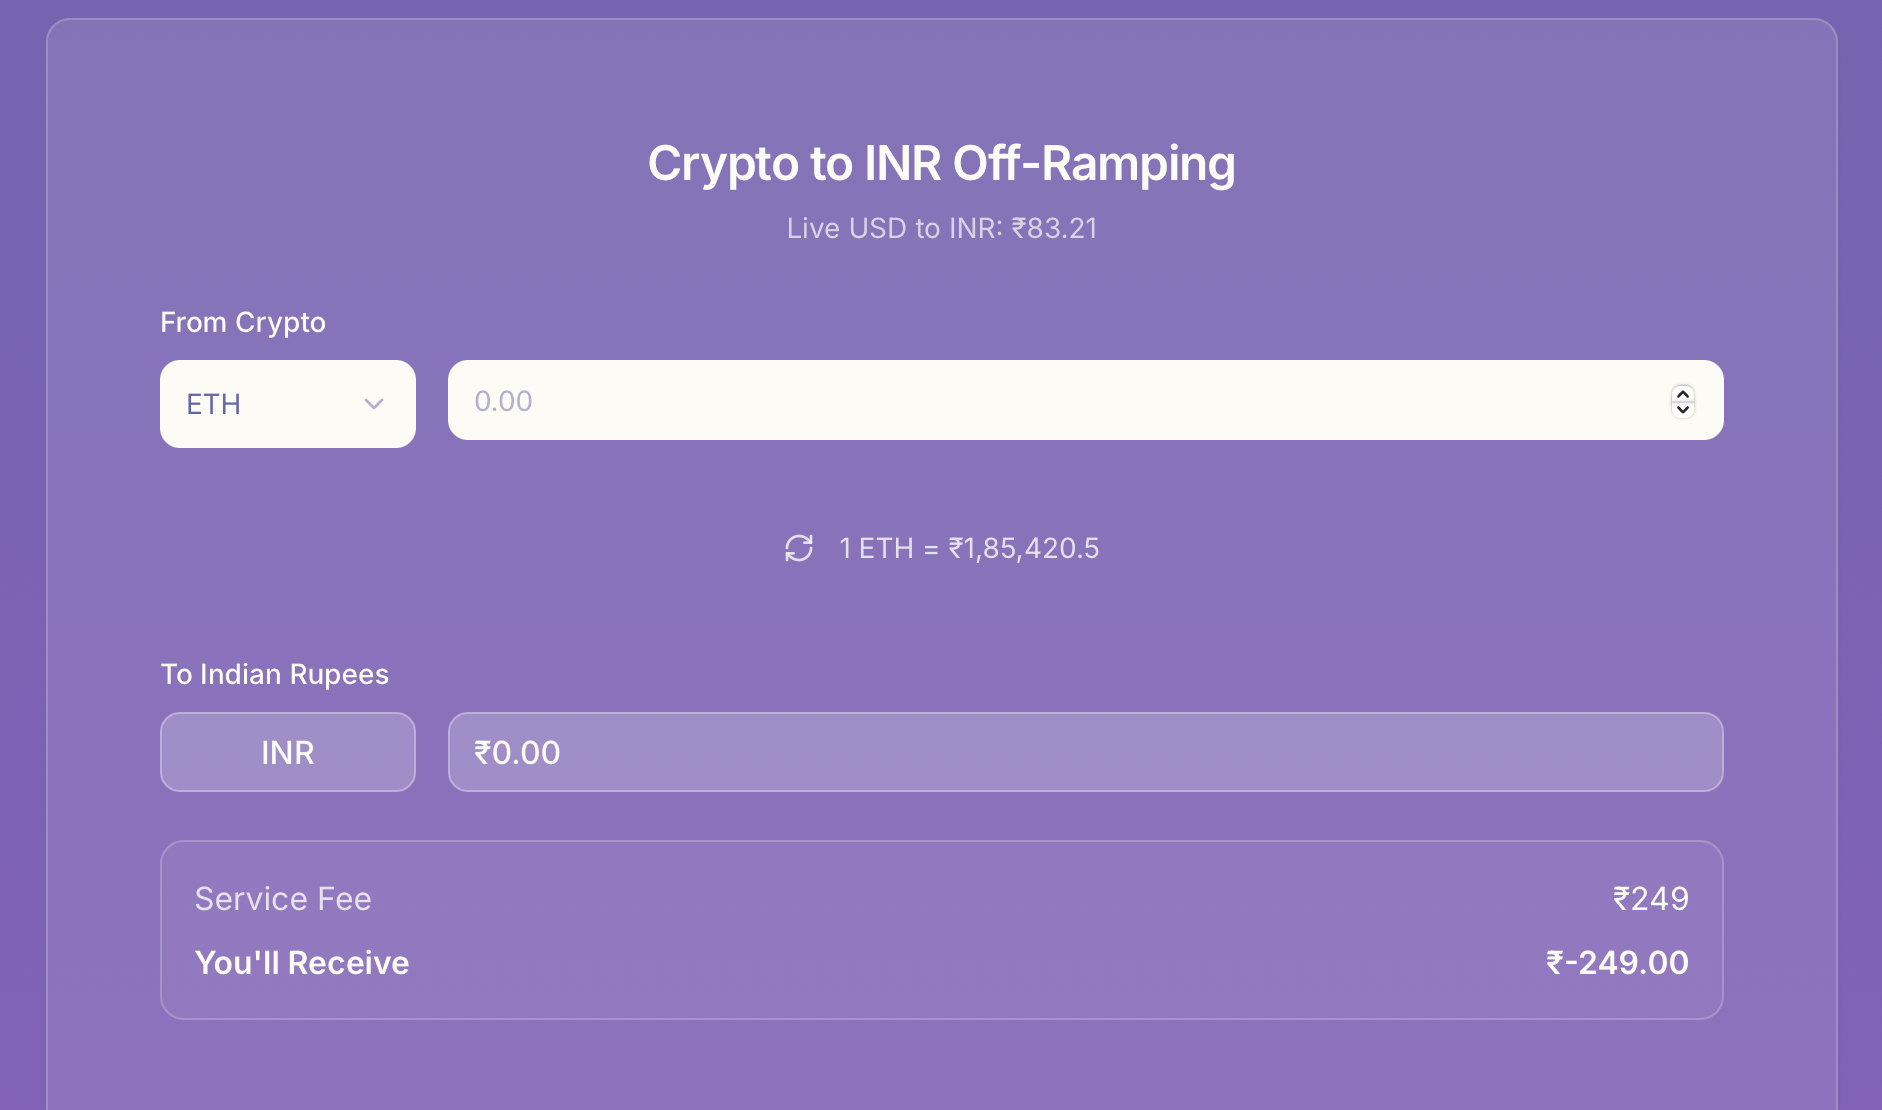 Crypto to INR Off-Ramping
Live USD to INR: ₹83.21
From Crypto
ETH
0.00
1 ETH = ₹1,85,420.5
To Indian Rupees
INR
₹0.00
Service Fee ₹249
You'll Receive ₹-249.00